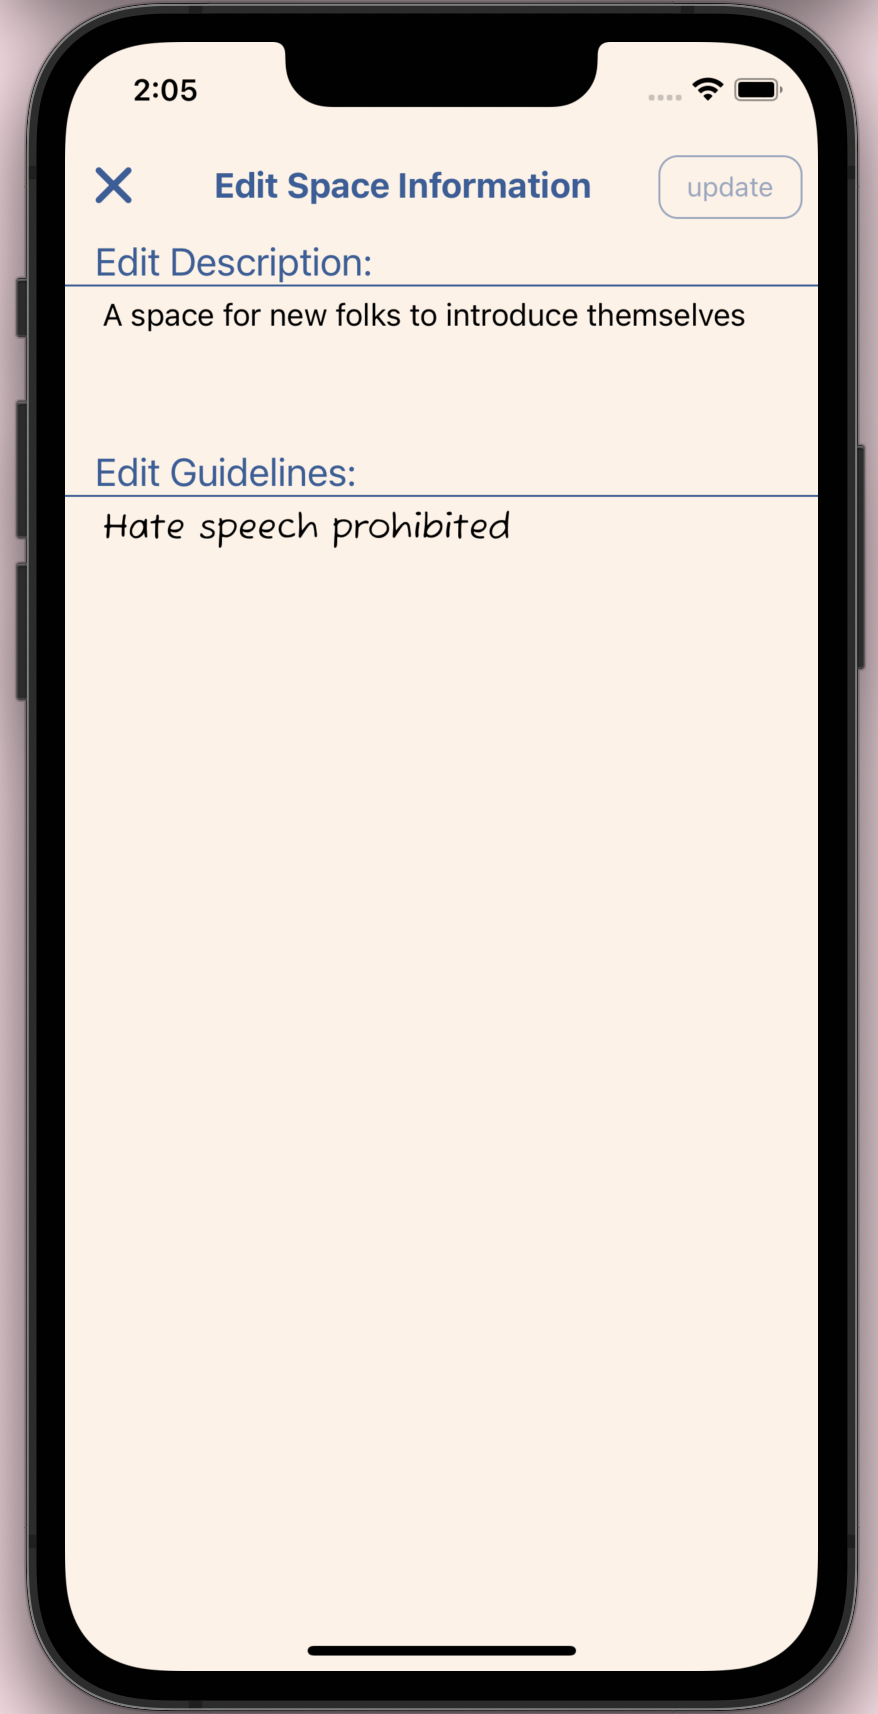 2:05
Edit Space Information
update
Edit Description:
A space for new folks to introduce themselves
Edit Guidelines:
Hate speech prohibited